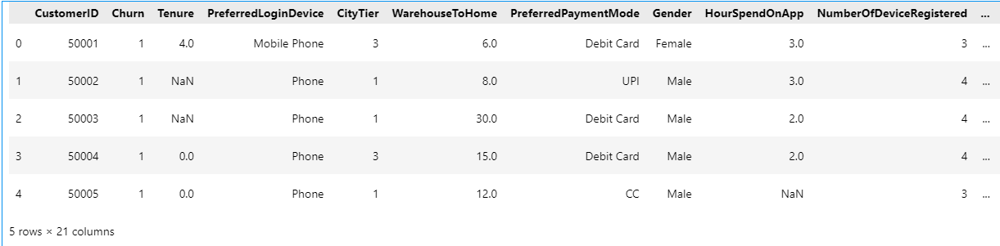 CustomerID Churn Tenure PreferredLoginDevice CityTier WarehouseToHome PreferredPaymentMode Gender HourSpendOnApp NumberOfDeviceRegistered ...
0 50001 1 4.0 Mobile Phone 3 6.0 Debit Card Female 3.0 3 ...
1 50002 1 NaN Phone 1 8.0 UPI Male 3.0 4 ...
2 50003 1 NaN Phone 1 30.0 Debit Card Male 2.0 4 ...
3 50004 1 0.0 Phone 3 15.0 Debit Card Male 2.0 4 ...
4 50005 1 0.0 Phone 1 12.0 CC Male NaN 3 ...
5 rows × 21 columns